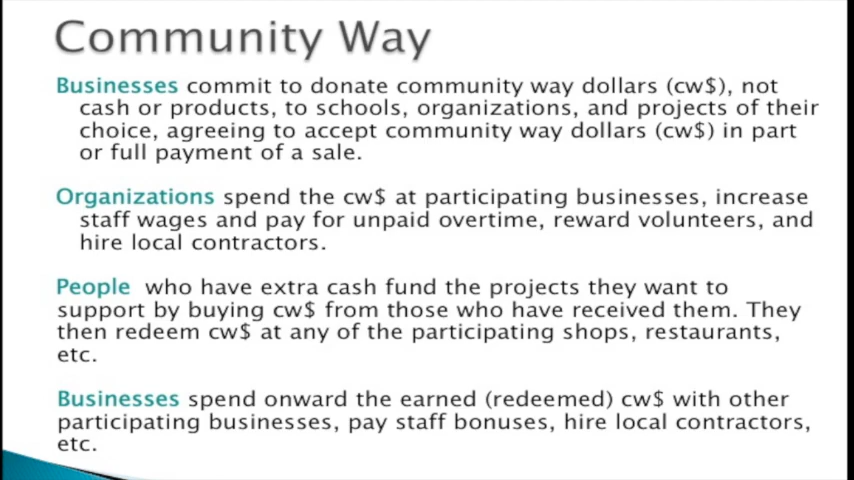 Community Way
Businesses commit to donate community way dollars (cw$), not
cash or products, to schools, organizations, and projects of their
choice, agreeing to accept community way dollars (cw$) in part
or full payment of a sale.
Organizations spend the cw$ at participating businesses, increase
staff wages and pay for unpaid overtime, reward volunteers, and
hire local contractors.
People who have extra cash fund the projects they want to
support by buying cw$ from those who have received them. They
then redeem cw$ at any of the participating shops, restaurants,
etc.
Businesses spend onward the earned (redeemed) cw$ with other
participating businesses, pay staff bonuses, hire local contractors,
etc.